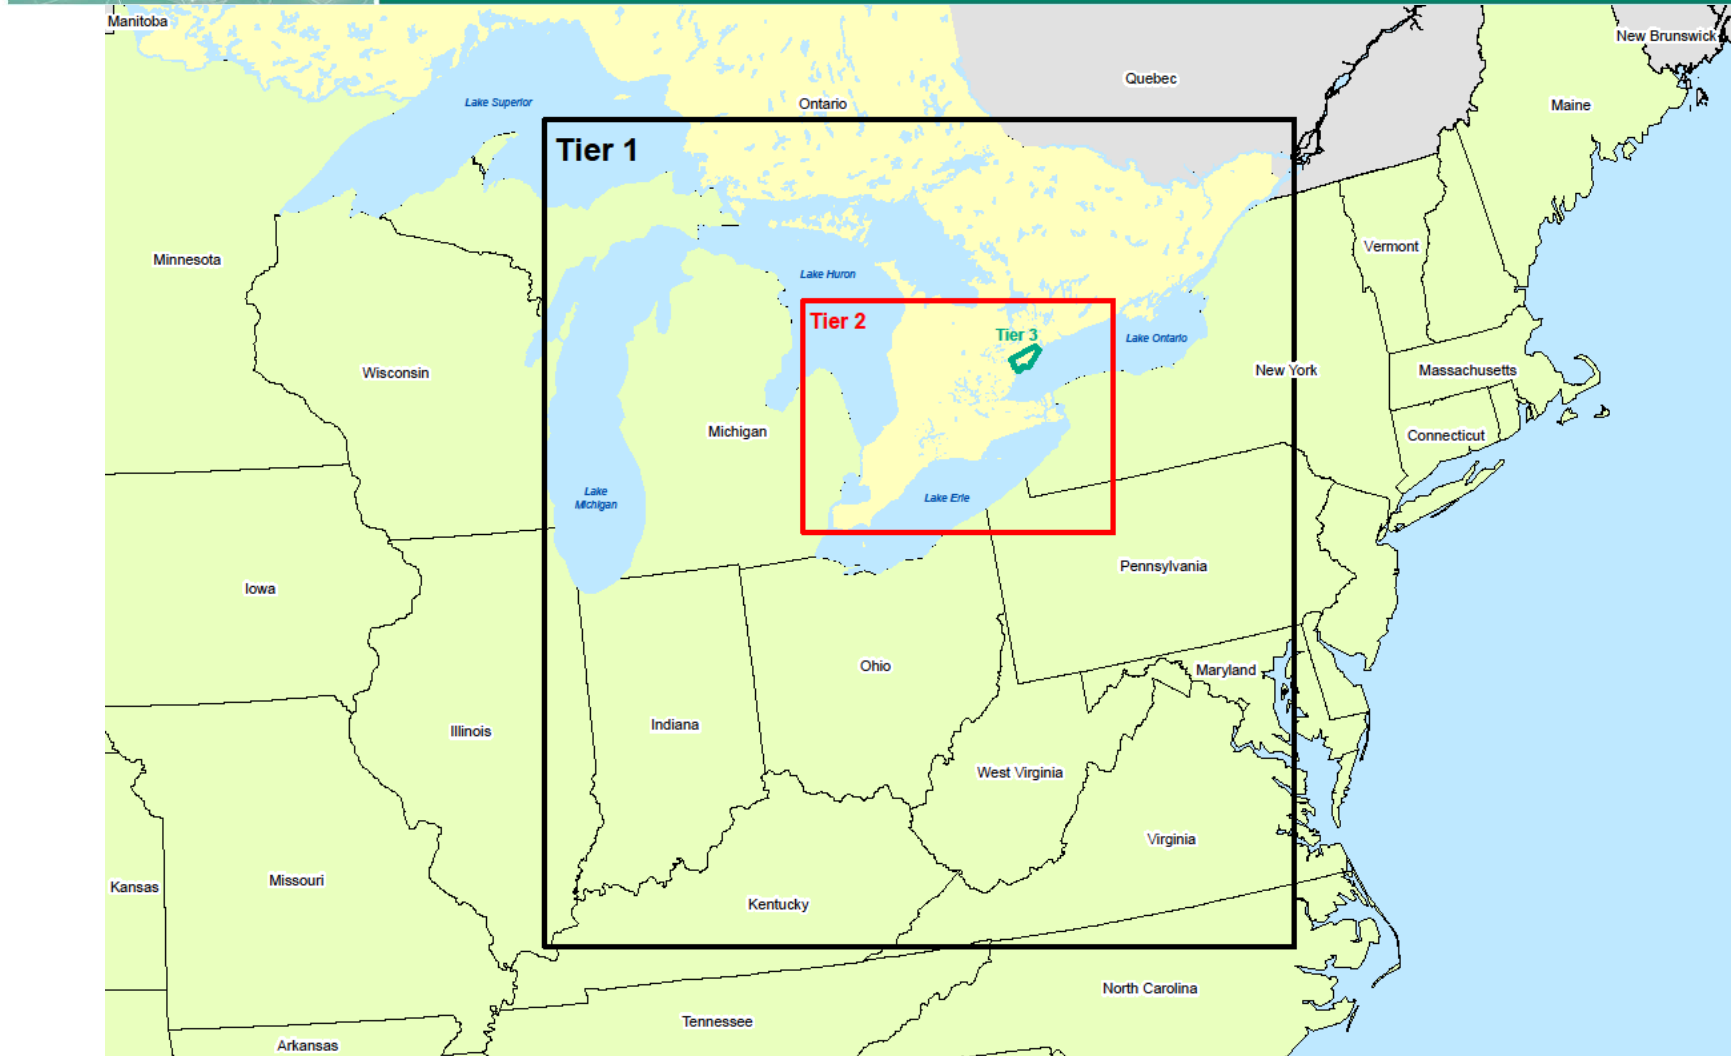 Manitoba
New Brunswick
Quebec
Lake Superior
Ontario
Maine
Tier 1
Vermont
Minnesota
Lake Huron
Tier 2
Tier 3
Lake Ontario
Wisconsin
New York
Massachusetts
Michigan
Connecticut
Lake
Michigan
Lake Erie
Pennsylvania
Iowa
Ohio
Maryland
Illinois
Indiana
West Virginia
Virginia
Missouri
Kansas
Kentucky
North Carolina
Tennessee
Arkansas